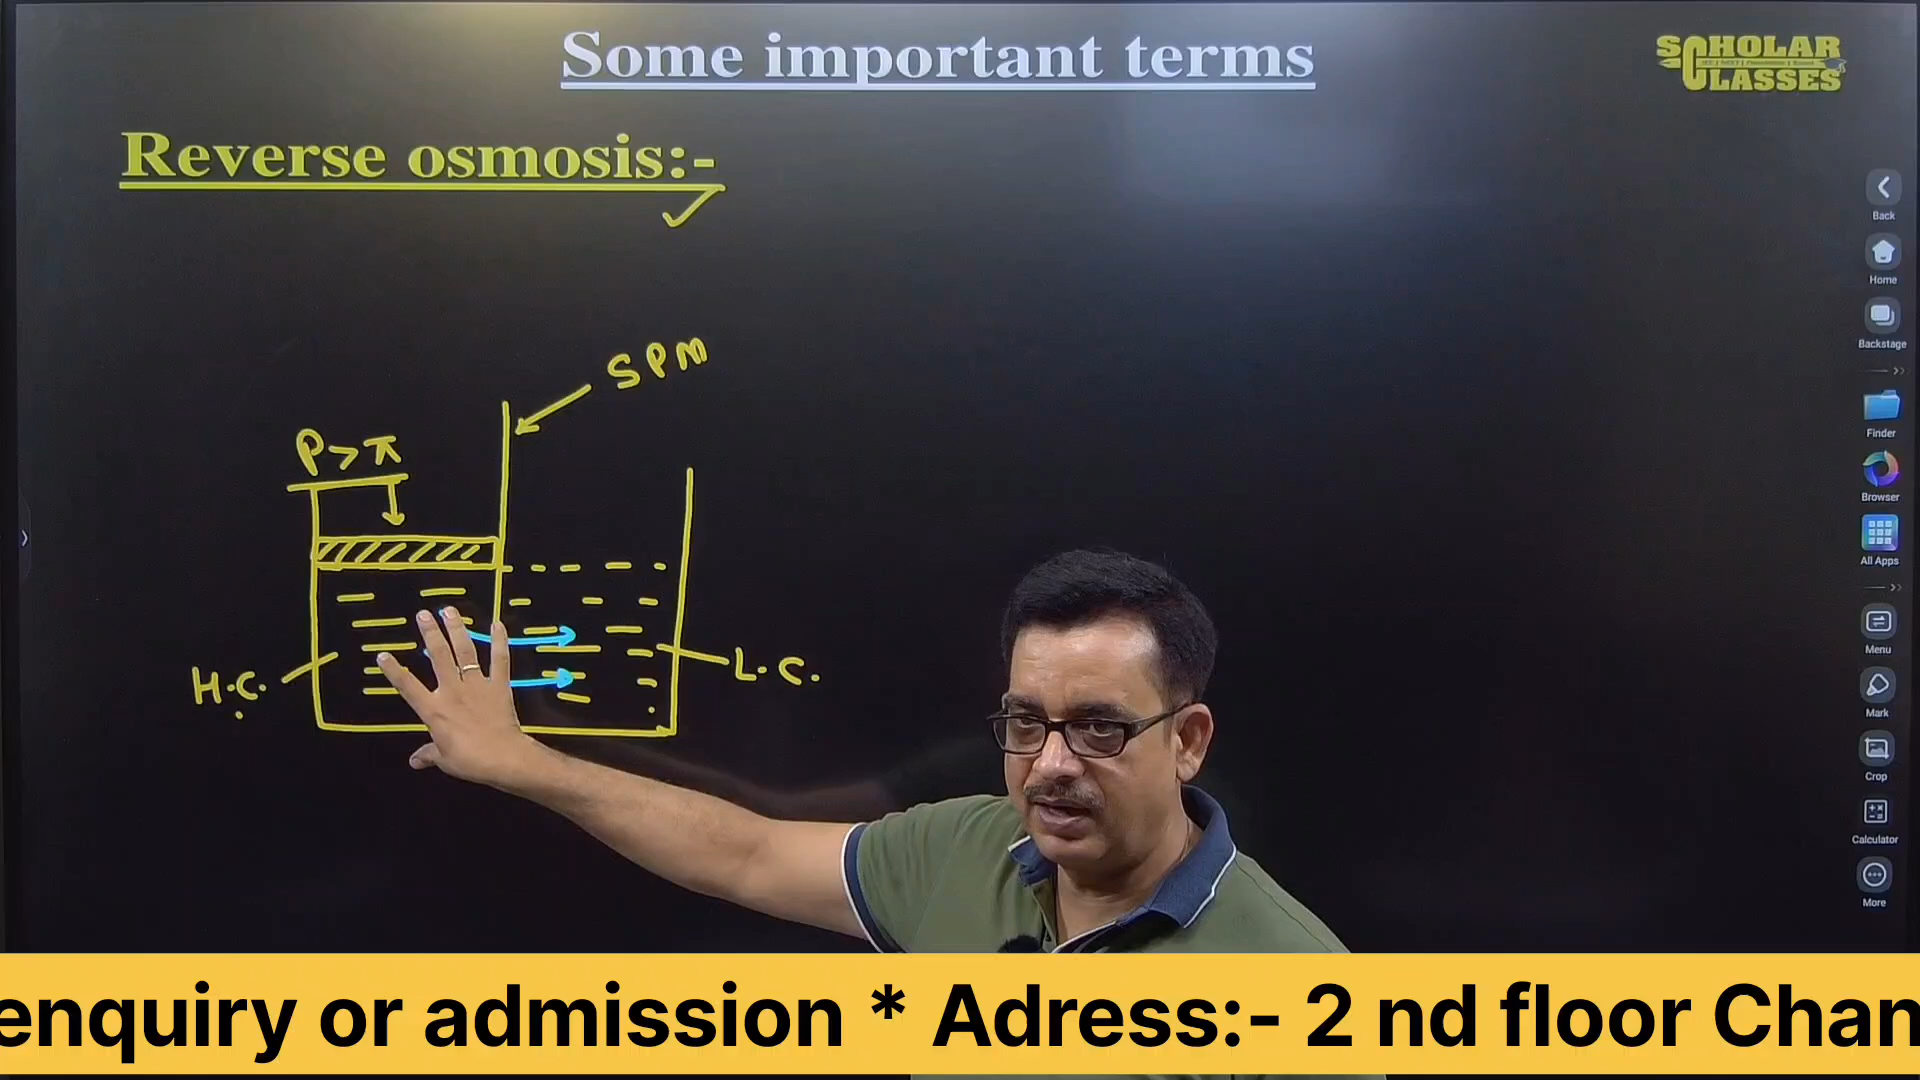 Some important terms
SCHOLAR
CLASSES
Reverse osmosis:-
SPM
P>π
H.C.
L.C.
Back
Home
Backstage
Finder
Browser
All Apps
Menu
Mark
Crop
Calculator
More
enquiry or admission * Adress:- 2 nd floor Chan